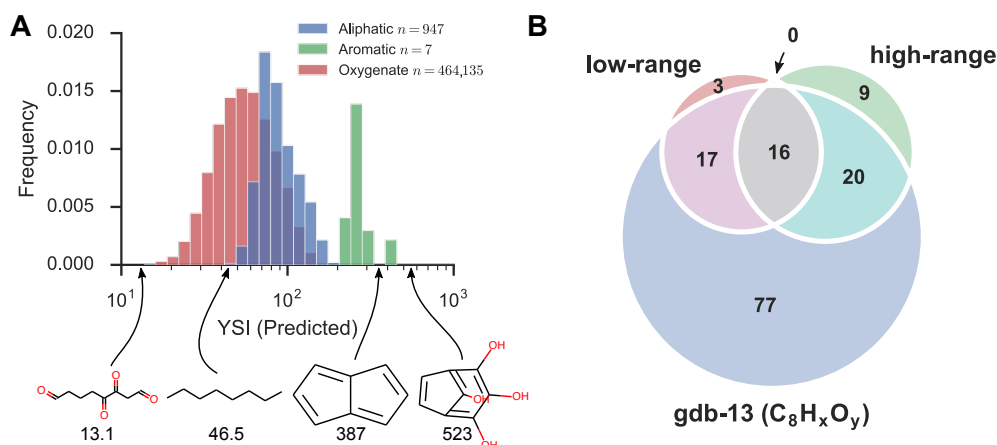 A
0.020
0.015
0.010
0.005
0.000
Frequency
Aliphatic n = 947
Aromatic n = 7
Oxygenate n = 464,135
10¹ 10² 10³
YSI (Predicted)
O O O O
OH OH OH OH
13.1 46.5 387 523
B
0
low-range
high-range
3 9
17 16 20
77
gdb-13 (C₈HₓOᵧ)